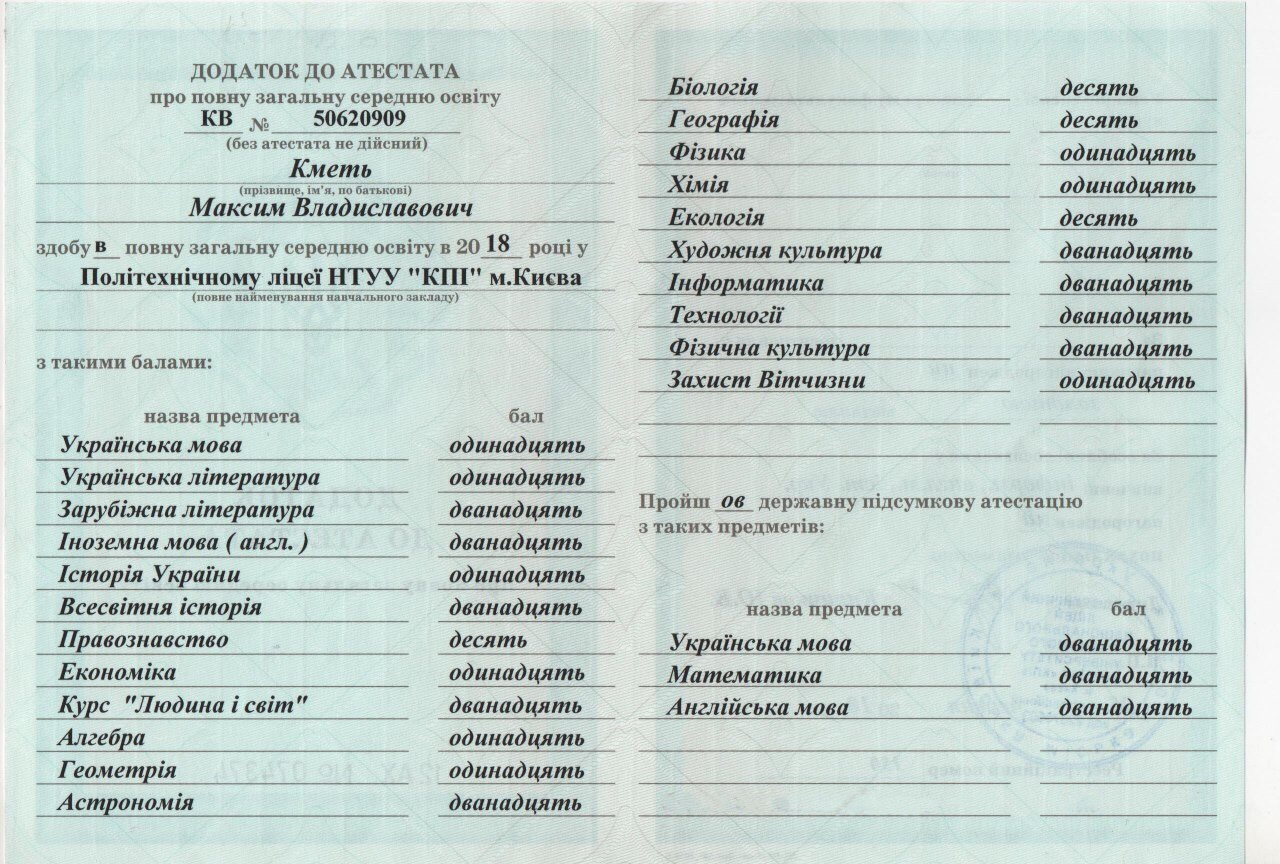 ДОДАТОК ДО АТЕСТАТА
про повну загальну середню освіту
КВ № 50620909
(без атестата не дійсний)
Кметь
(прізвище, ім'я, по батькові)
Максим Владиславович
здобув повну загальну середню освіту в 2018 році у
Політехнічному ліцеї НТУУ "КПІ" м.Києва
(повне найменування навчального закладу)
з такими балами:
назва предмета бал
Українська мова одинадцять
Українська література одинадцять
Зарубіжна література дванадцять
Іноземна мова ( англ. ) дванадцять
Історія України одинадцять
Всесвітня історія дванадцять
Правознавство десять
Економіка одинадцять
Курс "Людина і світ" дванадцять
Алгебра одинадцять
Геометрія одинадцять
Астрономія дванадцять
Біологія десять
Географія десять
Фізика одинадцять
Хімія одинадцять
Екологія десять
Художня культура дванадцять
Інформатика дванадцять
Технології дванадцять
Фізична культура дванадцять
Захист Вітчизни одинадцять
Пройшов державну підсумкову атестацію
з таких предметів:
назва предмета бал
Українська мова дванадцять
Математика дванадцять
Англійська мова дванадцять